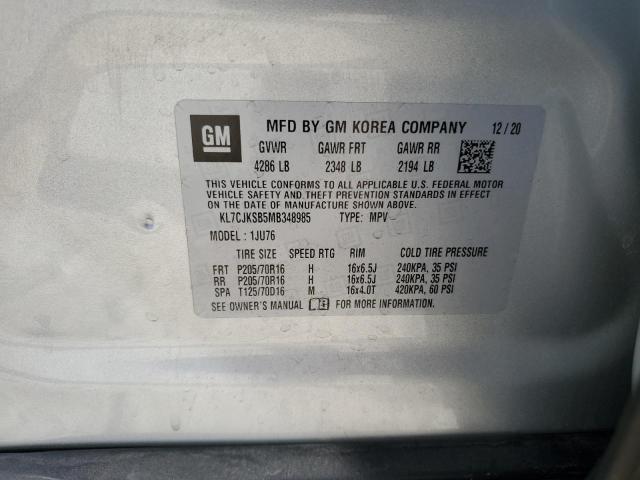 GM
MFD BY GM KOREA COMPANY 12/20
GVWR GAWR FRT GAWR RR
4286 LB 2348 LB 2194 LB
THIS VEHICLE CONFORMS TO ALL APPLICABLE U.S. FEDERAL MOTOR
VEHICLE SAFETY AND THEFT PREVENTION STANDARDS IN EFFECT
ON THE DATE OF MANUFACTURE SHOWN ABOVE.
KL7CJKSB5MB348985 TYPE: MPV
MODEL: 1JU76
TIRE SIZE SPEED RTG RIM COLD TIRE PRESSURE
FRT P205/70R16 H 16x6.5J 240KPA, 35 PSI
RR P205/70R16 H 16x6.5J 240KPA, 35 PSI
SPA T125/70D16 M 16x4.0T 420KPA, 60 PSI
SEE OWNER'S MANUAL FOR MORE INFORMATION.